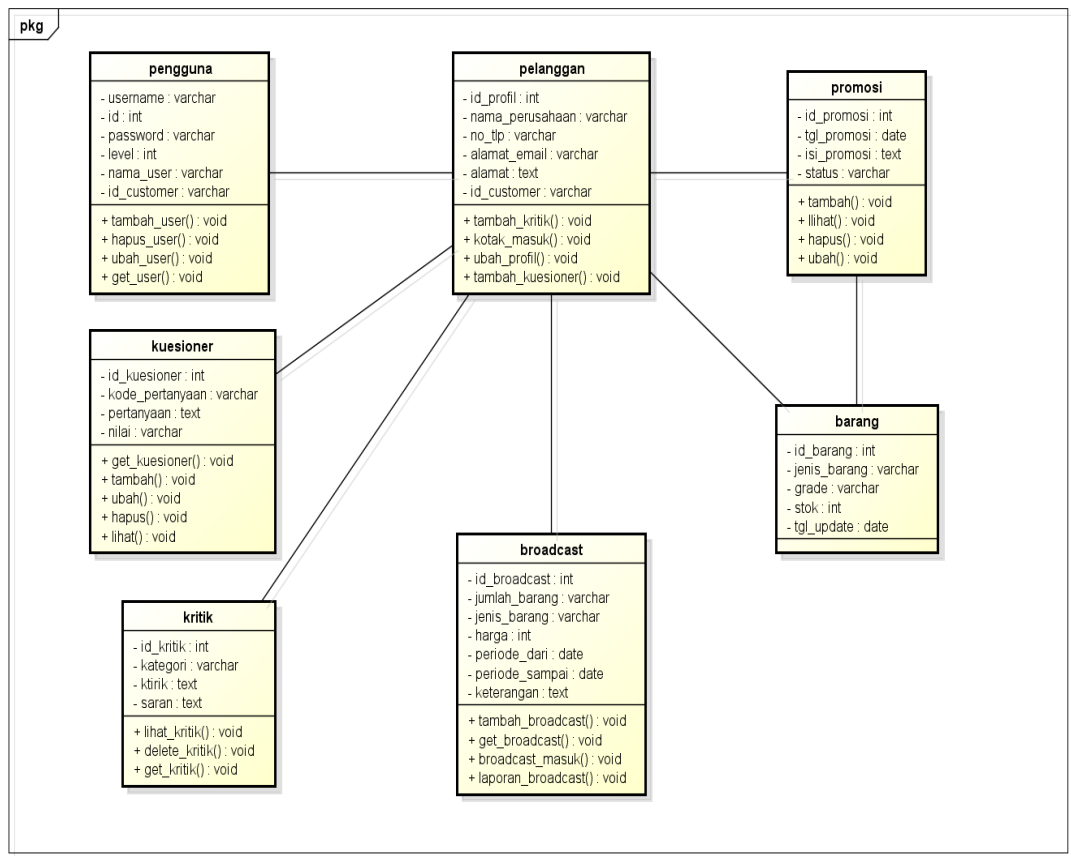 pkg
pengguna
- username : varchar
- id : int
- password : varchar
- level : int
- nama_user : varchar
- id_customer : varchar
+ tambah_user() : void
+ hapus_user() : void
+ ubah_user() : void
+ get_user() : void
pelanggan
- id_profil : int
- nama_perusahaan : varchar
- no_tlp : varchar
- alamat_email : varchar
- alamat : text
- id_customer : varchar
+ tambah_kritik() : void
+ kotak_masuk() : void
+ ubah_profil() : void
+ tambah_kuesioner() : void
promosi
- id_promosi : int
- tgl_promosi : date
- isi_promosi : text
- status : varchar
+ tambah() : void
+ llihat() : void
+ hapus() : void
+ ubah() : void
kuesioner
- id_kuesioner : int
- kode_pertanyaan : varchar
- pertanyaan : text
- nilai : varchar
+ get_kuesioner() : void
+ tambah() : void
+ ubah() : void
+ hapus() : void
+ lihat() : void
barang
- id_barang : int
- jenis_barang : varchar
- grade : varchar
- stok : int
- tgl_update : date
kritik
- id_kritik : int
- kategori : varchar
- ktirik : text
- saran : text
+ lihat_kritik() : void
+ delete_kritik() : void
+ get_kritik() : void
broadcast
- id_broadcast : int
- jumlah_barang : varchar
- jenis_barang : varchar
- harga : int
- periode_dari : date
- periode_sampai : date
- keterangan : text
+ tambah_broadcast() : void
+ get_broadcast() : void
+ broadcast_masuk() : void
+ laporan_broadcast() : void